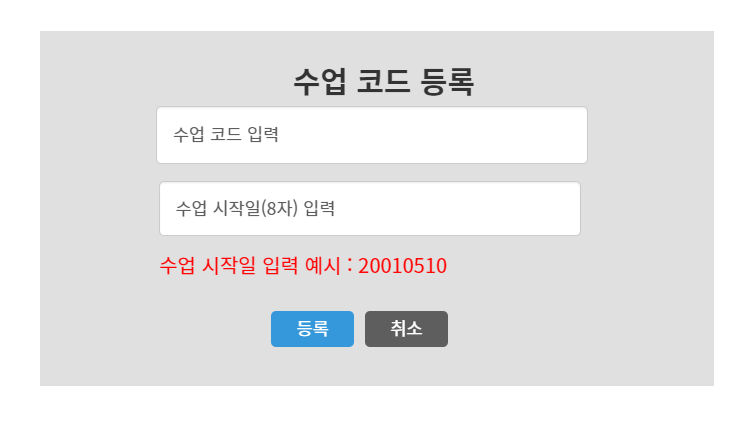 수업 코드 등록
수업 코드 입력
수업 시작일(8자) 입력
수업 시작일 입력 예시 : 20010510
등록 취소